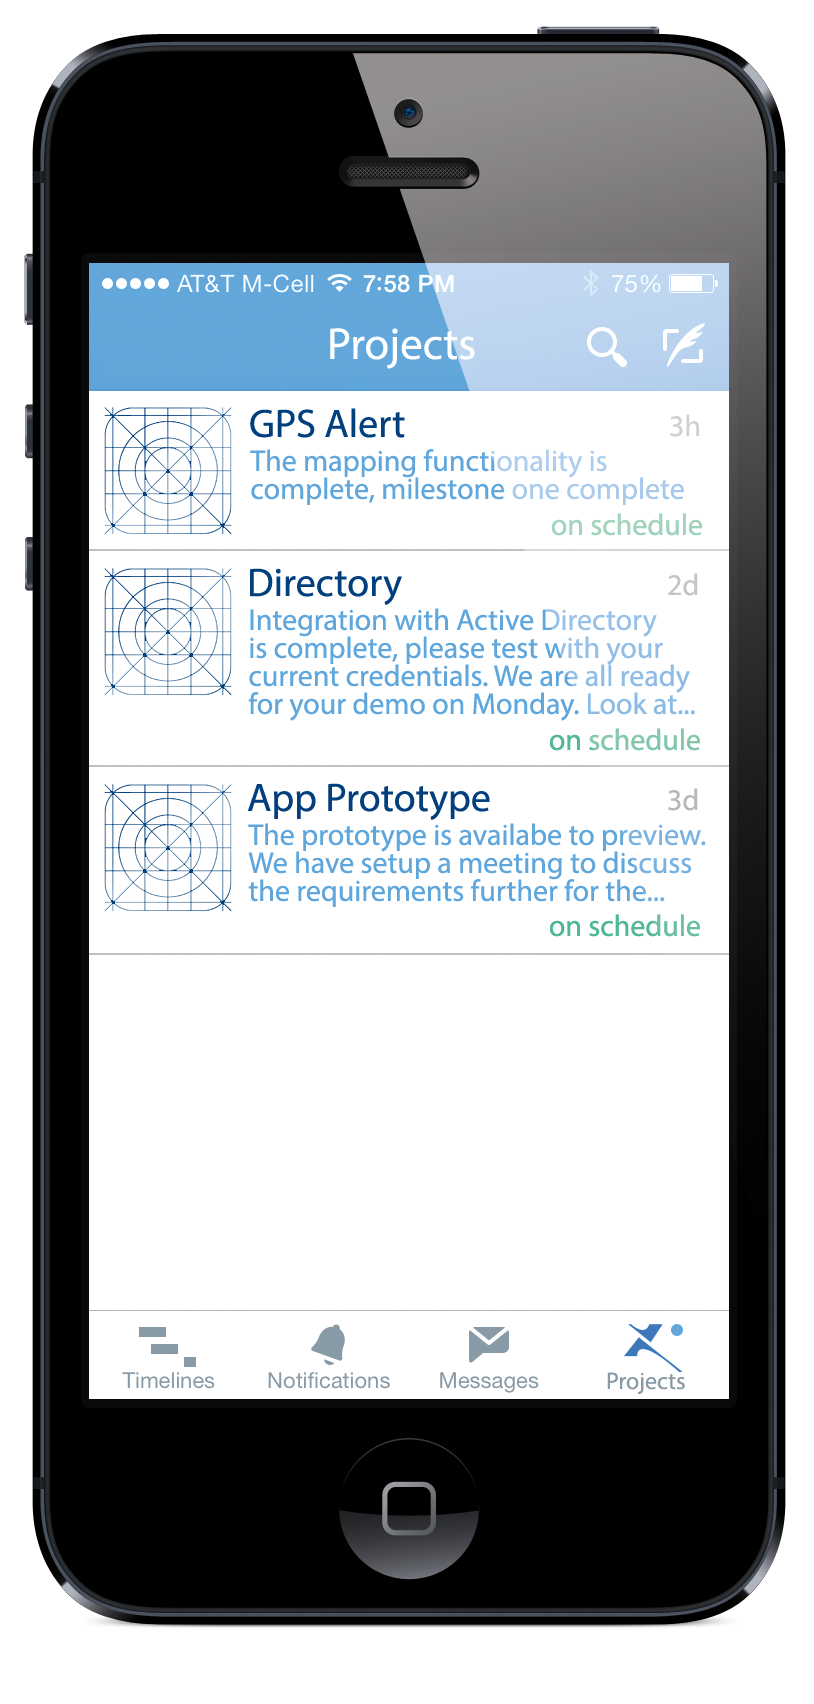 AT&T M-Cell 7:58 PM 75%
Projects
GPS Alert 3h
The mapping functionality is
complete, milestone one complete
on schedule
Directory 2d
Integration with Active Directory
is complete, please test with your
current credentials. We are all ready
for your demo on Monday. Look at...
on schedule
App Prototype 3d
The prototype is availabe to preview.
We have setup a meeting to discuss
the requirements further for the...
on schedule
Timelines Notifications Messages Projects